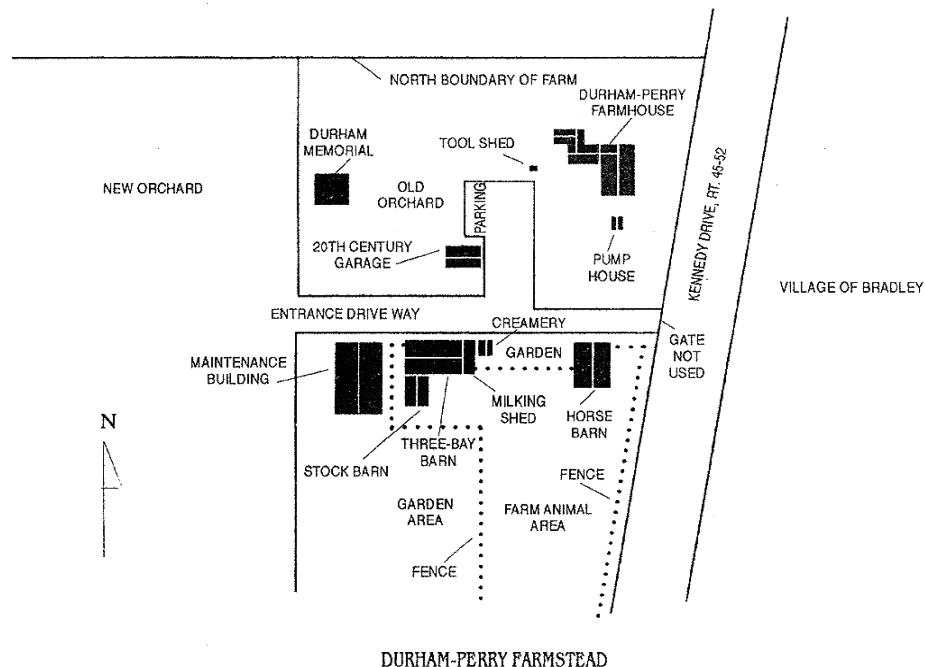 NORTH BOUNDARY OF FARM
DURHAM-PERRY
FARMHOUSE
DURHAM
MEMORIAL
TOOL SHED
NEW ORCHARD
OLD
ORCHARD
PARKING
KENNEDY DRIVE, RT. 45-52
20TH CENTURY
GARAGE
PUMP
HOUSE
VILLAGE OF BRADLEY
ENTRANCE DRIVE WAY
CREAMERY
GARDEN
GATE
NOT
USED
MAINTENANCE
BUILDING
MILKING
SHED
HORSE
BARN
N
THREE-BAY
BARN
STOCK BARN
FENCE
GARDEN
AREA
FARM ANIMAL
AREA
FENCE
DURHAM-PERRY FARMSTEAD